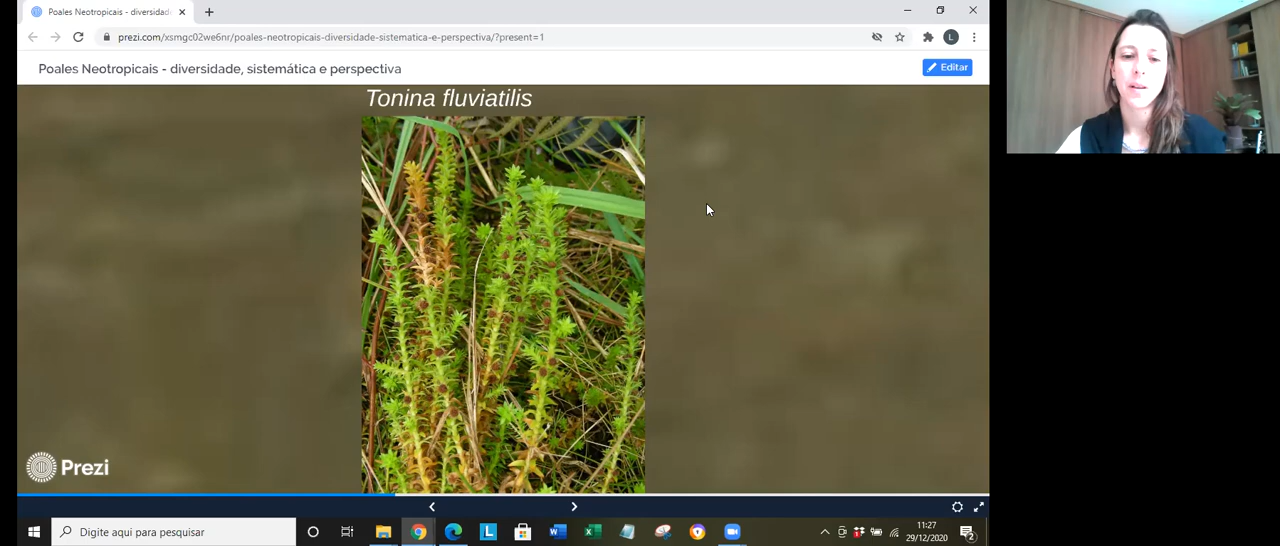 Poales Neotropicais - diversidad
prezi.com/xsmgc02we6nr/poales-neotropicais-diversidade-sistematica-e-perspectiva/?present=1
L
Poales Neotropicais - diversidade, sistemática e perspectiva
Editar
Tonina fluviatilis
Prezi
Digite aqui para pesquisar
L
W
X
11:27
29/12/2020
2